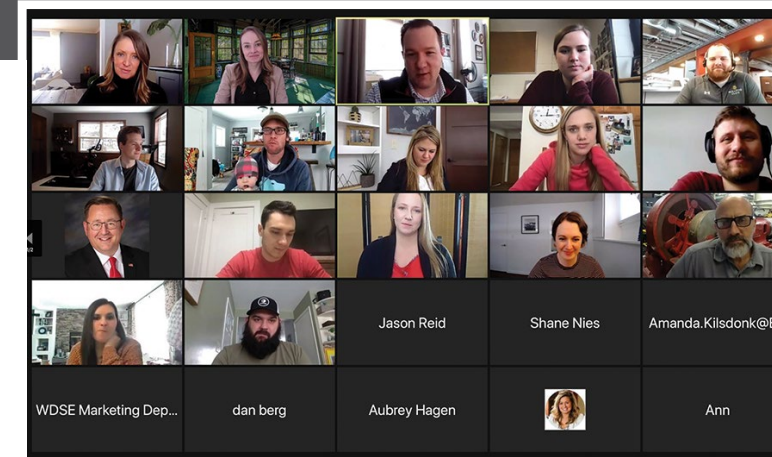 Jason Reid
Shane Nies
Amanda.Kilsdonk@
WDSE Marketing Dep...
dan berg
Aubrey Hagen
Ann